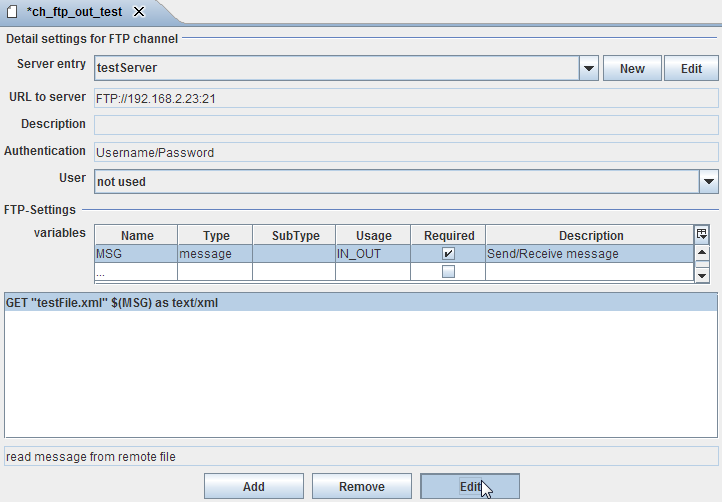 *ch_ftp_out_test
Detail settings for FTP channel
Server entry testServer New Edit
URL to server FTP://192.168.2.23:21
Description
Authentication Username/Password
User not used
FTP-Settings
variables Name Type SubType Usage Required Description
MSG message IN_OUT Send/Receive message
...
GET "testFile.xml" $(MSG) as text/xml
read message from remote file
Add Remove Edit